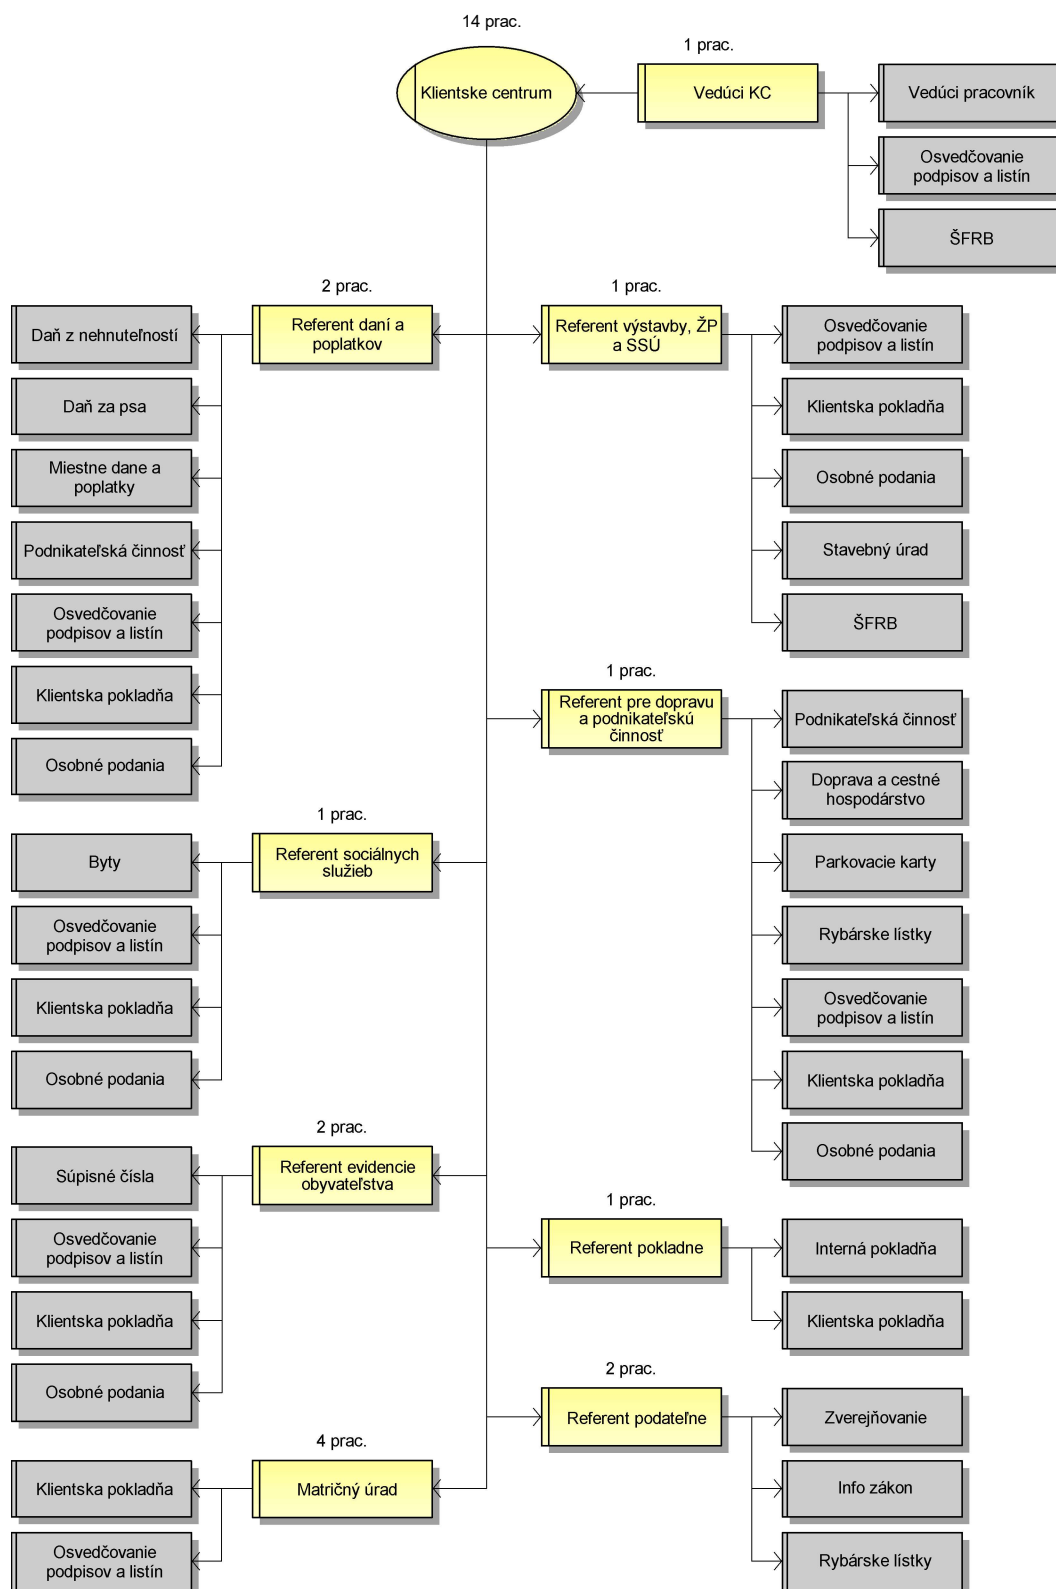 14 prac.
Klientske centrum
1 prac.
Vedúci KC
Vedúci pracovník
Osvedčovanie
podpisov a listín
ŠFRB
2 prac.
Referent daní a
poplatkov
Daň z nehnuteľností
Daň za psa
Miestne dane a
poplatky
Podnikateľská činnosť
Osvedčovanie
podpisov a listín
Klientska pokladňa
Osobné podania
1 prac.
Referent výstavby, ŽP
a SSÚ
Osvedčovanie
podpisov a listín
Klientska pokladňa
Osobné podania
Stavebný úrad
ŠFRB
1 prac.
Referent pre dopravu
a podnikateľskú
činnosť
Podnikateľská činnosť
Doprava a cestné
hospodárstvo
Parkovacie karty
Rybárske lístky
Osvedčovanie
podpisov a listín
Klientska pokladňa
Osobné podania
1 prac.
Referent sociálnych
služieb
Byty
Osvedčovanie
podpisov a listín
Klientska pokladňa
Osobné podania
2 prac.
Referent evidencie
obyvateľstva
Súpisné čísla
Osvedčovanie
podpisov a listín
Klientska pokladňa
Osobné podania
1 prac.
Referent pokladne
Interná pokladňa
Klientska pokladňa
2 prac.
Referent podateľne
Zverejňovanie
Info zákon
Rybárske lístky
4 prac.
Matričný úrad
Klientska pokladňa
Osvedčovanie
podpisov a listín